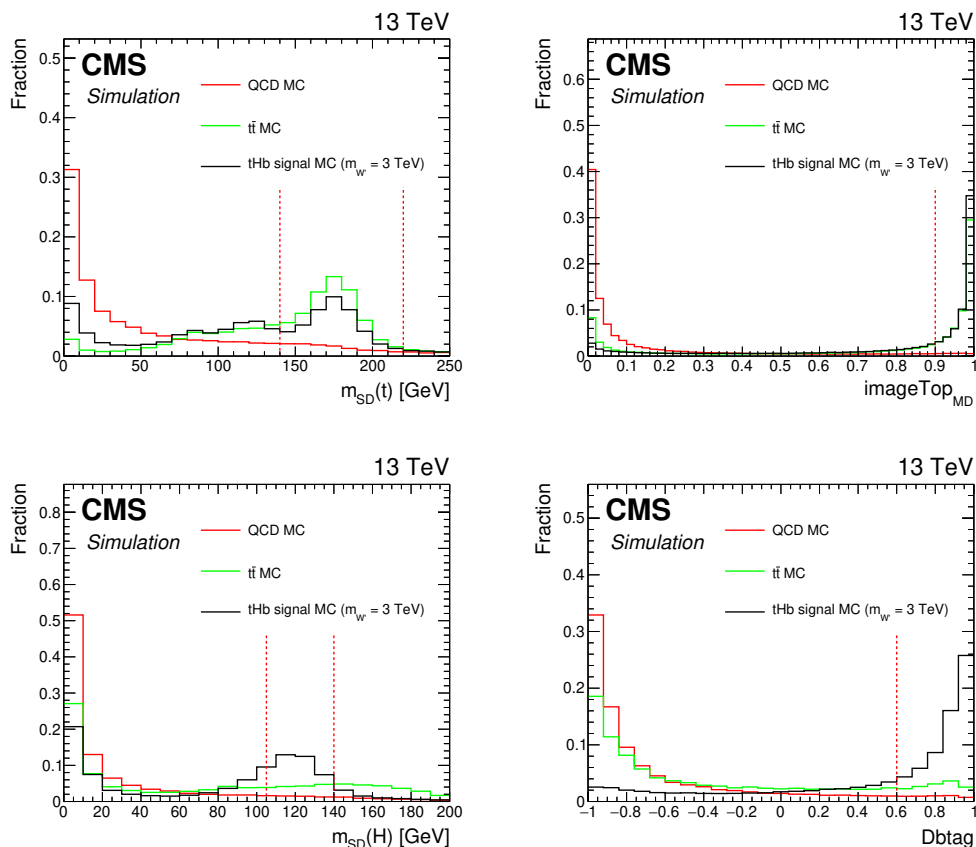 13 TeV
CMS
Simulation
QCD MC
tt̄ MC
tHb signal MC (m_W' = 3 TeV)
Fraction
0.5
0.4
0.3
0.2
0.1
0
0 50 100 150 200 250
m_SD(t) [GeV]
13 TeV
CMS
Simulation
QCD MC
tt̄ MC
tHb signal MC (m_W' = 3 TeV)
Fraction
0.6
0.5
0.4
0.3
0.2
0.1
0
0 0.1 0.2 0.3 0.4 0.5 0.6 0.7 0.8 0.9 1
imageTop_MD
13 TeV
CMS
Simulation
QCD MC
tt̄ MC
tHb signal MC (m_W' = 3 TeV)
Fraction
0.8
0.7
0.6
0.5
0.4
0.3
0.2
0.1
0
0 20 40 60 80 100 120 140 160 180 200
m_SD(H) [GeV]
13 TeV
CMS
Simulation
QCD MC
tt̄ MC
tHb signal MC (m_W' = 3 TeV)
Fraction
0.5
0.4
0.3
0.2
0.1
0
−1 −0.8 −0.6 −0.4 −0.2 0 0.2 0.4 0.6 0.8 1
Dbtag